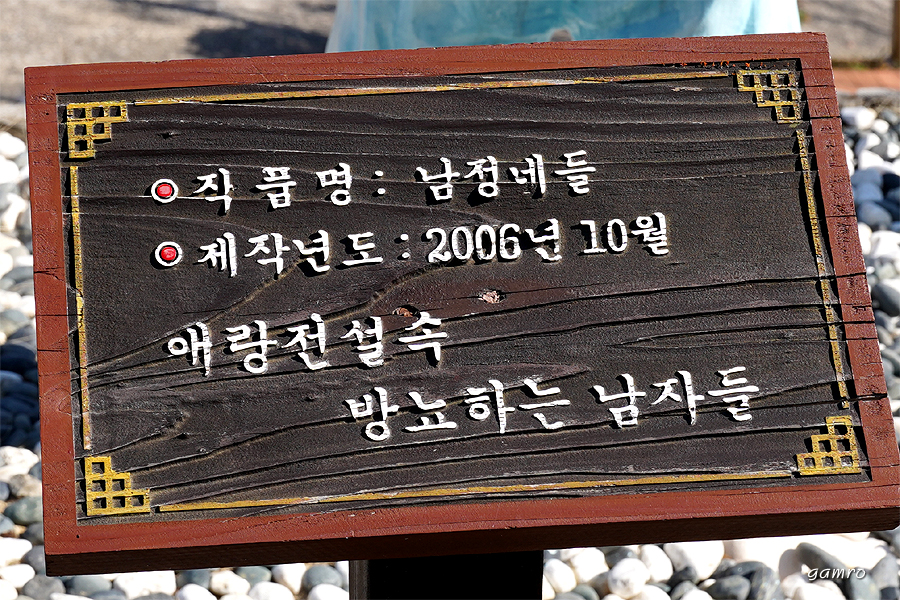 작품명 : 남정네들
제작년도 : 2006년 10월
애랑전설 속
방뇨하는 남자들
gamro